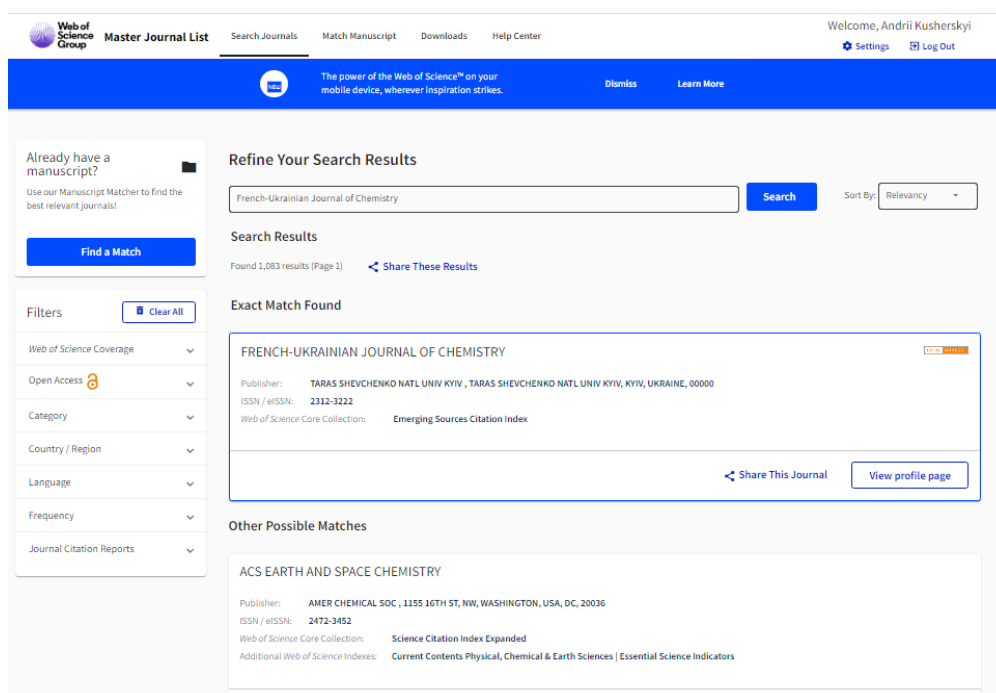 Web of
Science
Group
Master Journal List
Search Journals
Match Manuscript
Downloads
Help Center
Welcome, Andrii Kusherskyi
Settings
Log Out
NEW
The power of the Web of Science™ on your
mobile device, wherever inspiration strikes.
Dismiss
Learn More
Already have a
manuscript?
Use our Manuscript Matcher to find the
best relevant journals!
Find a Match
Filters
Clear All
Web of Science Coverage
Open Access
Category
Country / Region
Language
Frequency
Journal Citation Reports
Refine Your Search Results
French-Ukrainian Journal of Chemistry
Search
Sort By:
Relevancy
Search Results
Found 1,083 results (Page 1)
Share These Results
Exact Match Found
FRENCH-UKRAINIAN JOURNAL OF CHEMISTRY
Publisher: TARAS SHEVCHENKO NATL UNIV KYIV , TARAS SHEVCHENKO NATL UNIV KYIV, KYIV, UKRAINE, 00000
ISSN / eISSN: 2312-3222
Web of Science Core Collection: Emerging Sources Citation Index
Share This Journal
View profile page
Other Possible Matches
ACS EARTH AND SPACE CHEMISTRY
Publisher: AMER CHEMICAL SOC , 1155 16TH ST, NW, WASHINGTON, USA, DC, 20036
ISSN / eISSN: 2472-3452
Web of Science Core Collection: Science Citation Index Expanded
Additional Web of Science Indexes: Current Contents Physical, Chemical & Earth Sciences | Essential Science Indicators